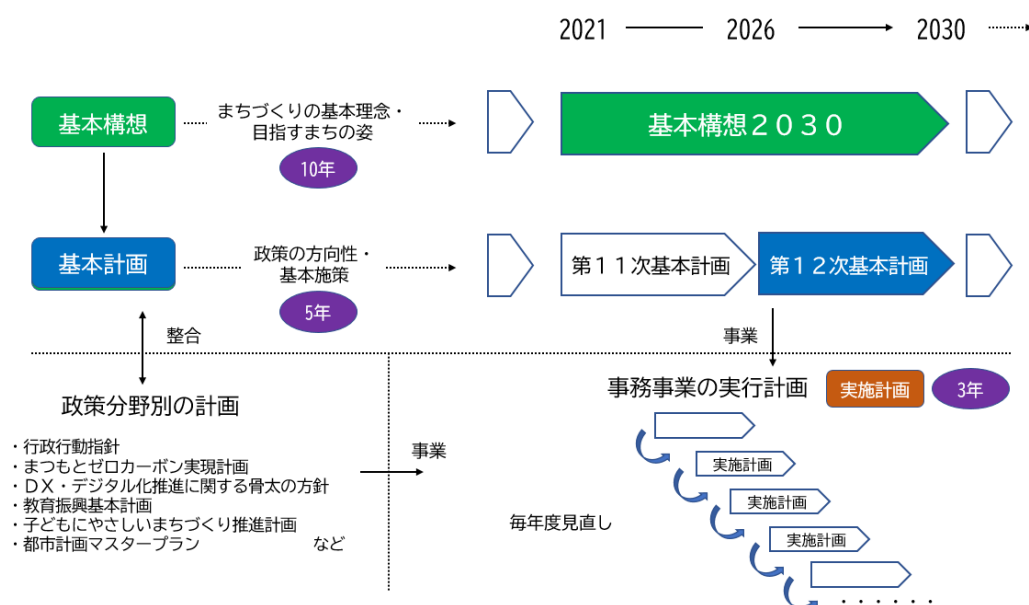 2021
2026
2030
基本構想
まちづくりの基本理念・
目指すまちの姿
10年
基本構想２０３０
基本計画
政策の方向性・
基本施策
5年
第１１次基本計画
第１２次基本計画
整合
事業
政策分野別の計画
・行政行動指針
・まつもとゼロカーボン実現計画
・ＤＸ・デジタル化推進に関する骨太の方針
・教育振興基本計画
・子どもにやさしいまちづくり推進計画
・都市計画マスタープラン　など
事業
事務事業の実行計画
実施計画
3年
実施計画
実施計画
実施計画
毎年度見直し
・・・・・・